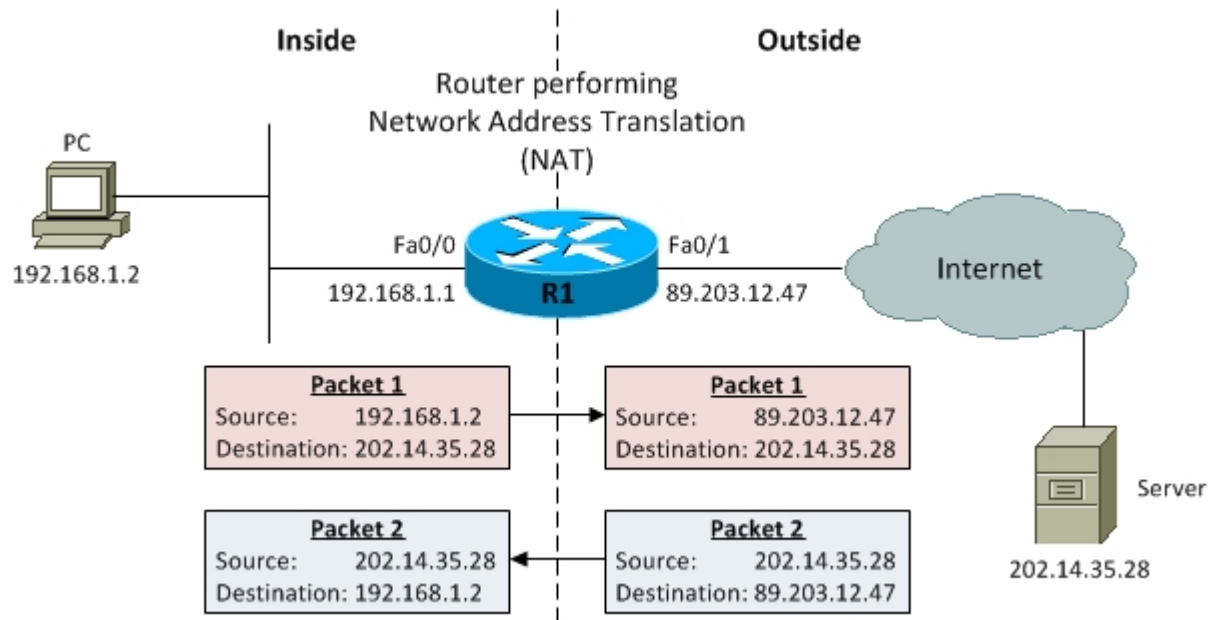 Inside
Outside
Router performing
Network Address Translation
(NAT)
PC
192.168.1.2
Fa0/0
192.168.1.1
R1
Fa0/1
89.203.12.47
Internet
Packet 1
Source: 192.168.1.2
Destination: 202.14.35.28
Packet 1
Source: 89.203.12.47
Destination: 202.14.35.28
Packet 2
Source: 202.14.35.28
Destination: 192.168.1.2
Packet 2
Source: 202.14.35.28
Destination: 89.203.12.47
Server
202.14.35.28